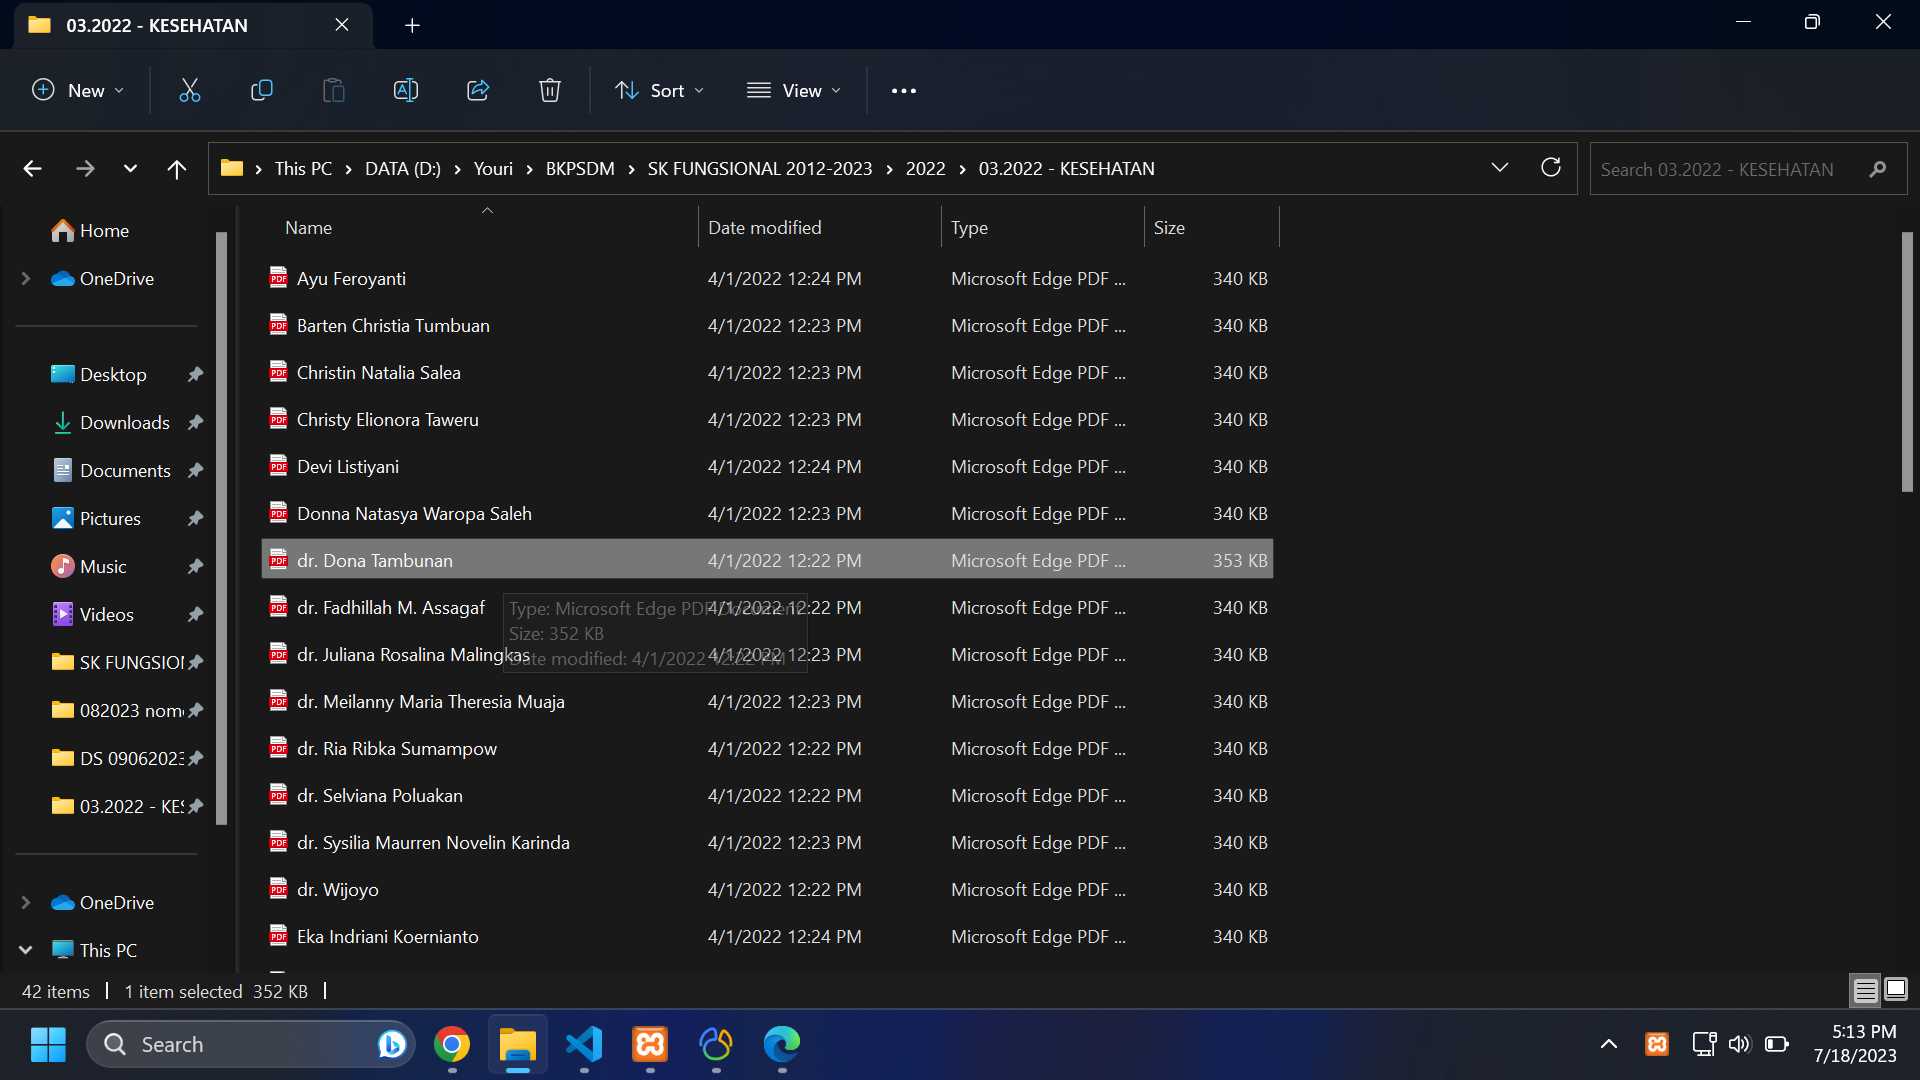 03.2022 - KESEHATAN
New
Sort
View
This PC > DATA (D:) > Youri > BKPSDM > SK FUNGSIONAL 2012-2023 > 2022 > 03.2022 - KESEHATAN
Search 03.2022 - KESEHATAN
Home
OneDrive
Desktop
Downloads
Documents
Pictures
Music
Videos
SK FUNGSION
082023 nom
DS 09062023
03.2022 - KES
OneDrive
This PC
Name Date modified Type Size
Ayu Feroyanti 4/1/2022 12:24 PM Microsoft Edge PDF ... 340 KB
Barten Christia Tumbuan 4/1/2022 12:23 PM Microsoft Edge PDF ... 340 KB
Christin Natalia Salea 4/1/2022 12:23 PM Microsoft Edge PDF ... 340 KB
Christy Elionora Taweru 4/1/2022 12:23 PM Microsoft Edge PDF ... 340 KB
Devi Listiyani 4/1/2022 12:24 PM Microsoft Edge PDF ... 340 KB
Donna Natasya Waropa Saleh 4/1/2022 12:23 PM Microsoft Edge PDF ... 340 KB
dr. Dona Tambunan 4/1/2022 12:22 PM Microsoft Edge PDF ... 353 KB
dr. Fadhillah M. Assagaf 4/1/2022 12:22 PM Microsoft Edge PDF ... 340 KB
dr. Juliana Rosalina Malingkas 4/1/2022 12:23 PM Microsoft Edge PDF ... 340 KB
dr. Meilanny Maria Theresia Muaja 4/1/2022 12:23 PM Microsoft Edge PDF ... 340 KB
dr. Ria Ribka Sumampow 4/1/2022 12:22 PM Microsoft Edge PDF ... 340 KB
dr. Selviana Poluakan 4/1/2022 12:22 PM Microsoft Edge PDF ... 340 KB
dr. Sysilia Maurren Novelin Karinda 4/1/2022 12:23 PM Microsoft Edge PDF ... 340 KB
dr. Wijoyo 4/1/2022 12:22 PM Microsoft Edge PDF ... 340 KB
Eka Indriani Koernianto 4/1/2022 12:24 PM Microsoft Edge PDF ... 340 KB
Type: Microsoft Edge PDF Document
Size: 352 KB
Date modified: 4/1/2022 12:22 PM
42 items 1 item selected 352 KB
Search
5:13 PM
7/18/2023